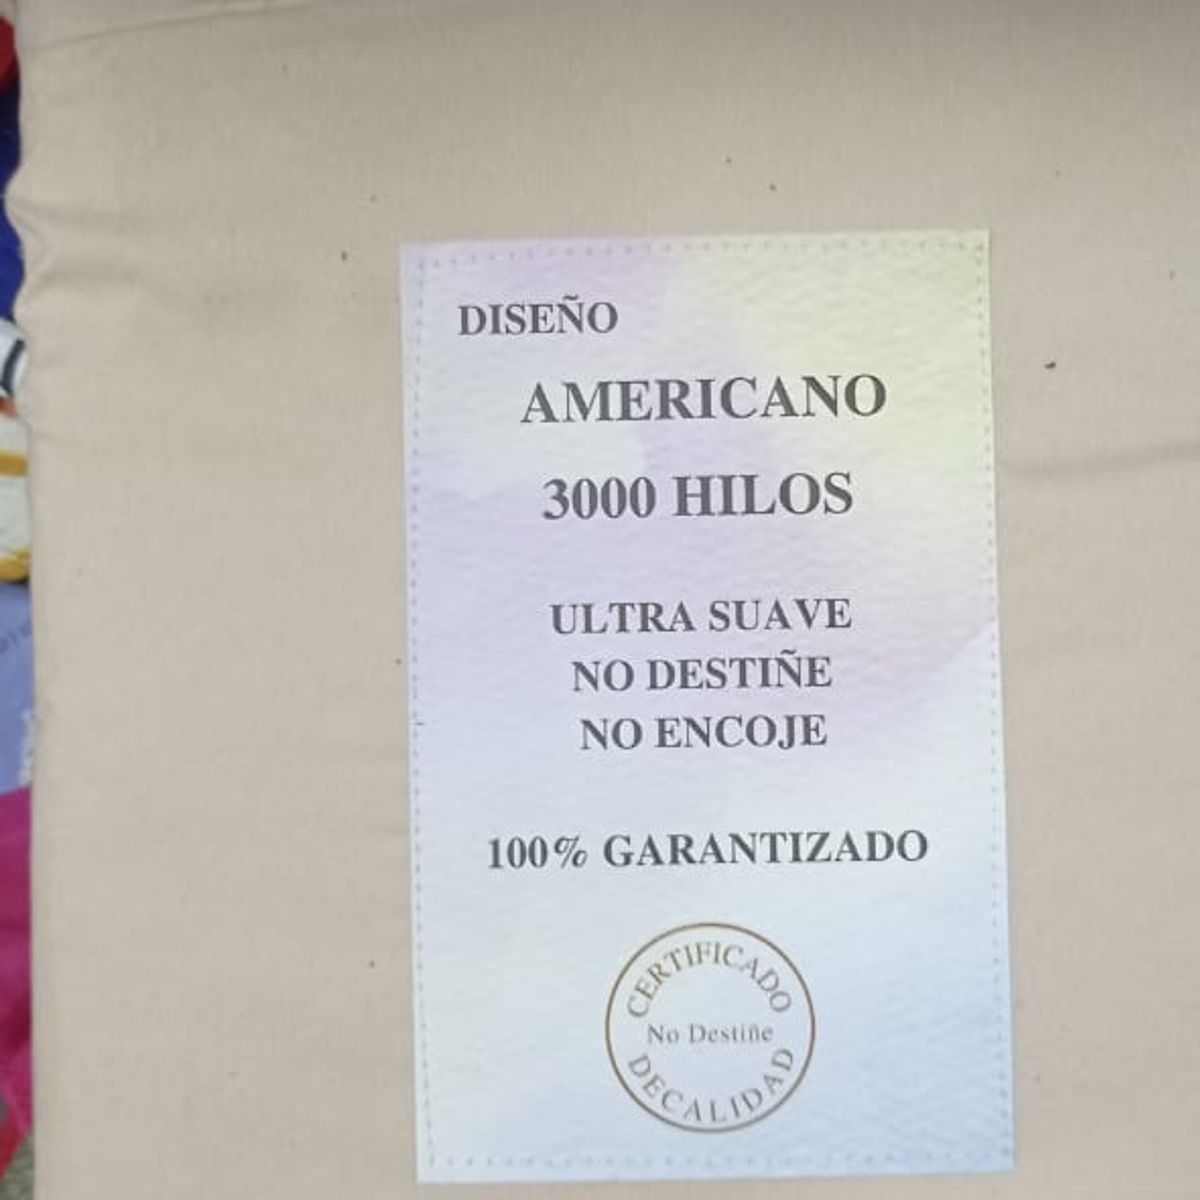 DISEÑO
AMERICANO
3000 HILOS
ULTRA SUAVE
NO DESTIÑE
NO ENCOJE
100% GARANTIZADO
CERTIFICADO
No Destiñe
DECALIDAD